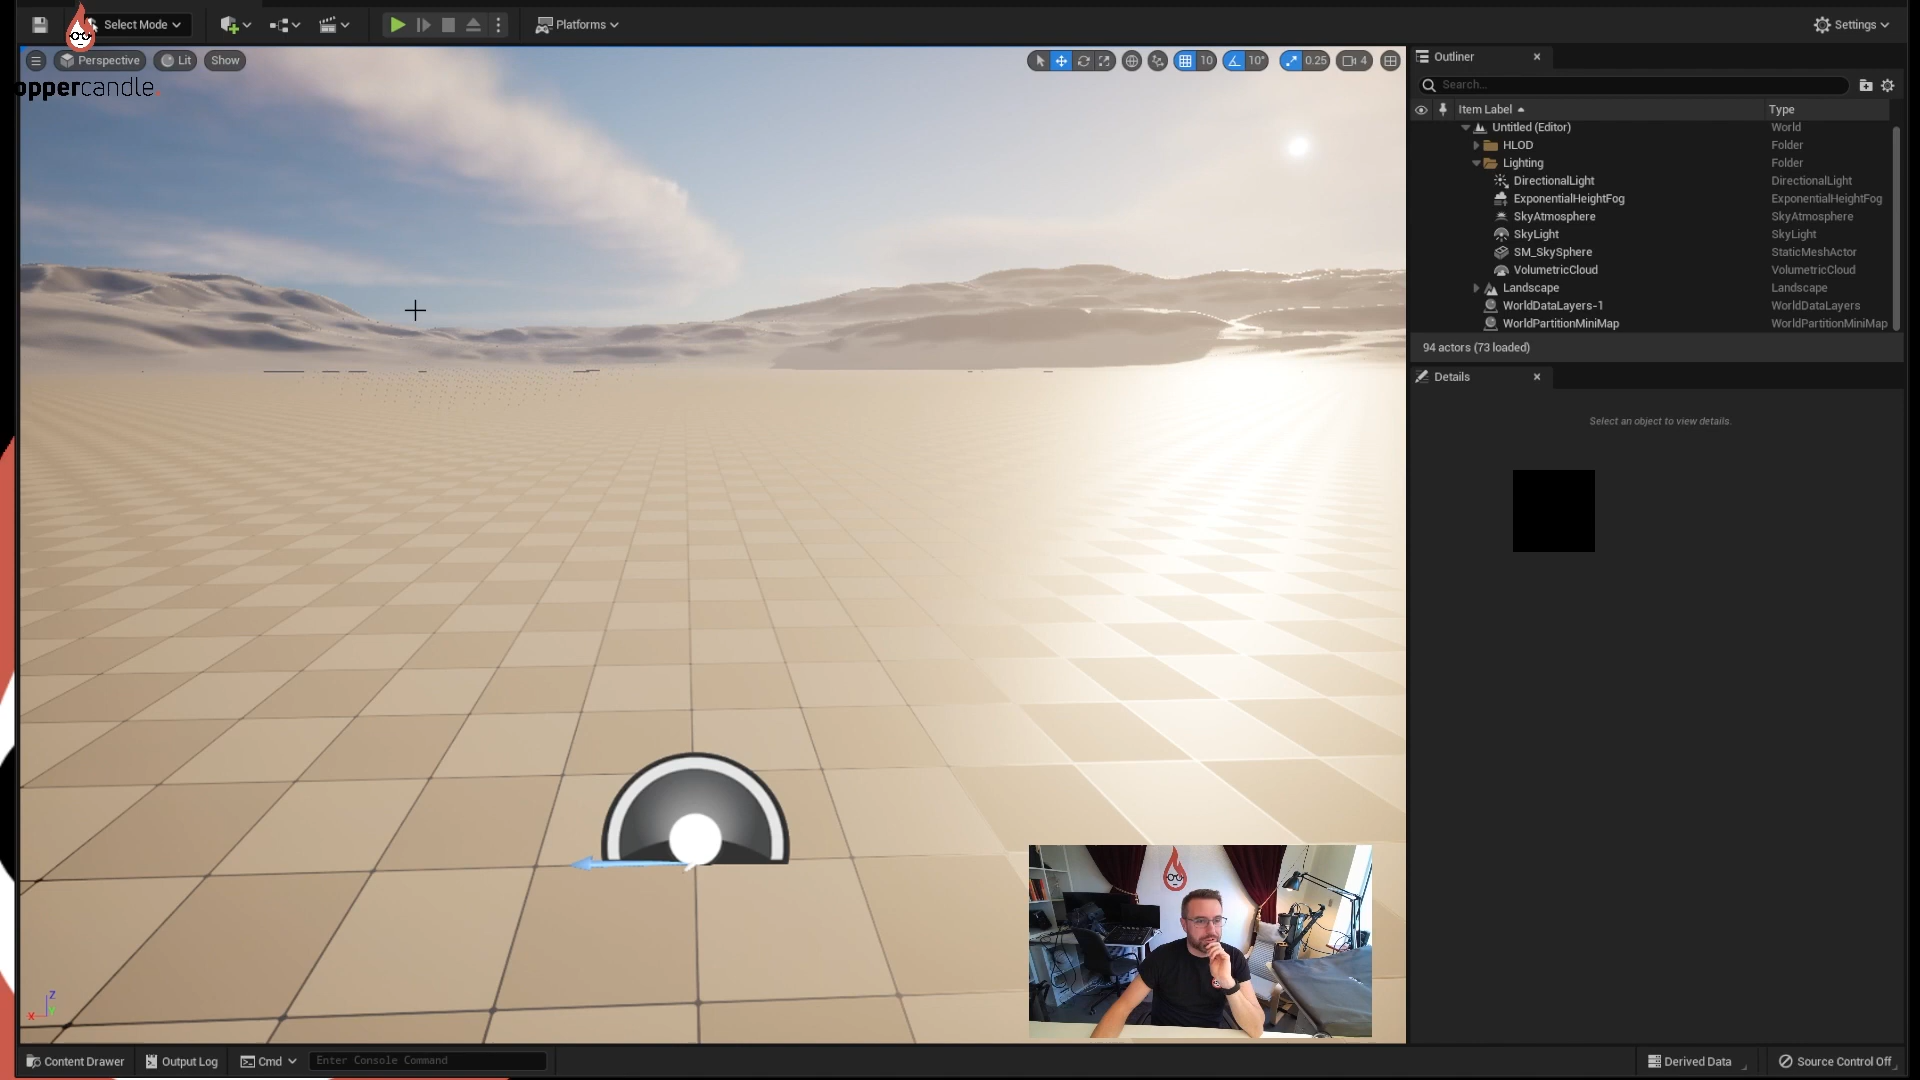 Select Mode
Platforms
Settings
Perspective
Lit
Show
10
10°
0.25
4
oppercandle.
Outliner
Search...
Item Label
Type
Untitled (Editor)
World
HLOD
Folder
Lighting
Folder
DirectionalLight
DirectionalLight
ExponentialHeightFog
ExponentialHeightFog
SkyAtmosphere
SkyAtmosphere
SkyLight
SkyLight
SM_SkySphere
StaticMeshActor
VolumetricCloud
VolumetricCloud
Landscape
Landscape
WorldDataLayers-1
WorldDataLayers
WorldPartitionMiniMap
WorldPartitionMiniMap
94 actors (73 loaded)
Details
Select an object to view details.
Z
X
Y
Content Drawer
Output Log
Cmd
Enter Console Command
Derived Data
Source Control Off